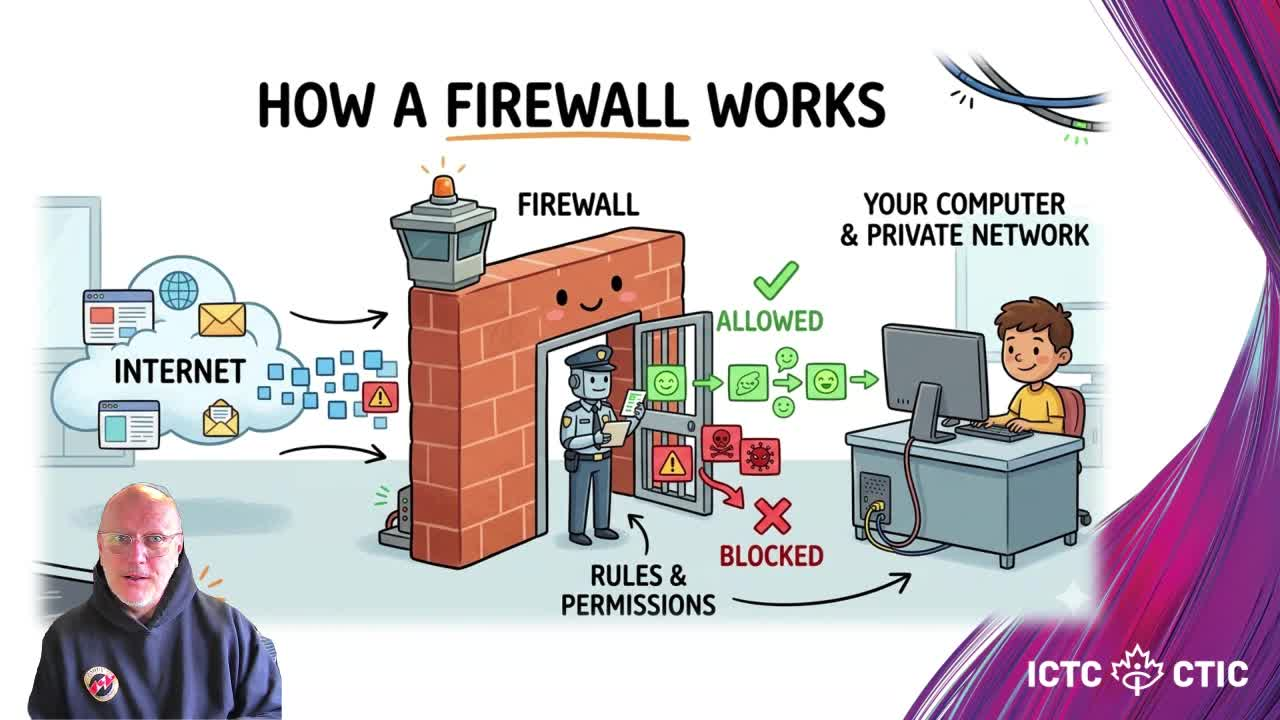 HOW A FIREWALL WORKS
FIREWALL
YOUR COMPUTER
& PRIVATE NETWORK
INTERNET
ALLOWED
BLOCKED
RULES &
PERMISSIONS
ICTC CTIC